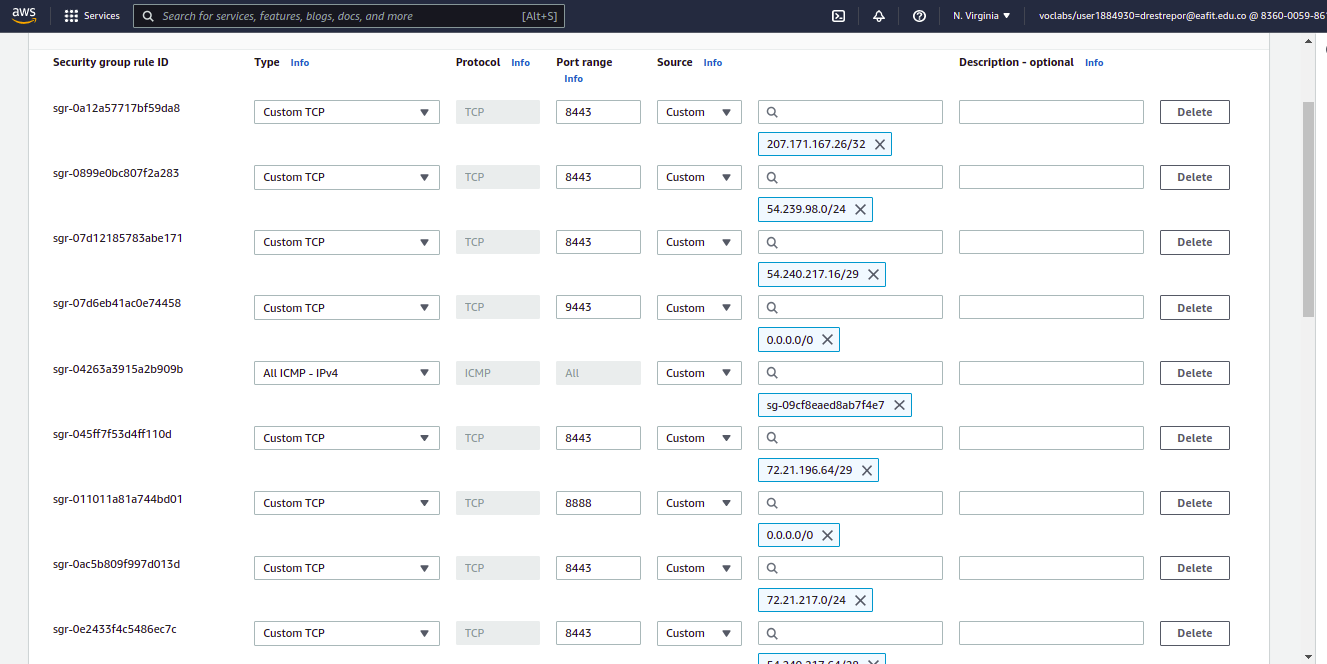 aws Services Search for services, features, blogs, docs, and more [Alt+S] N. Virginia voclabs/user1884930=drestrepor@eafit.edu.co @ 8360-0059-861
Security group rule ID Type Info Protocol Info Port range Source Info Description - optional Info
Info
sgr-0a12a57717bf59da8 Custom TCP TCP 8443 Custom Delete
207.171.167.26/32
sgr-0899e0bc807f2a283 Custom TCP TCP 8443 Custom Delete
54.239.98.0/24
sgr-07d12185783abe171 Custom TCP TCP 8443 Custom Delete
54.240.217.16/29
sgr-07d6eb41ac0e74458 Custom TCP TCP 9443 Custom Delete
0.0.0.0/0
sgr-04263a3915a2b909b All ICMP - IPv4 ICMP All Custom Delete
sg-09cf8eaed8ab7f4e7
sgr-045ff7f53d4ff110d Custom TCP TCP 8443 Custom Delete
72.21.196.64/29
sgr-011011a81a744bd01 Custom TCP TCP 8888 Custom Delete
0.0.0.0/0
sgr-0ac5b809f997d013d Custom TCP TCP 8443 Custom Delete
72.21.217.0/24
sgr-0e2433f4c5486ec7c Custom TCP TCP 8443 Custom Delete